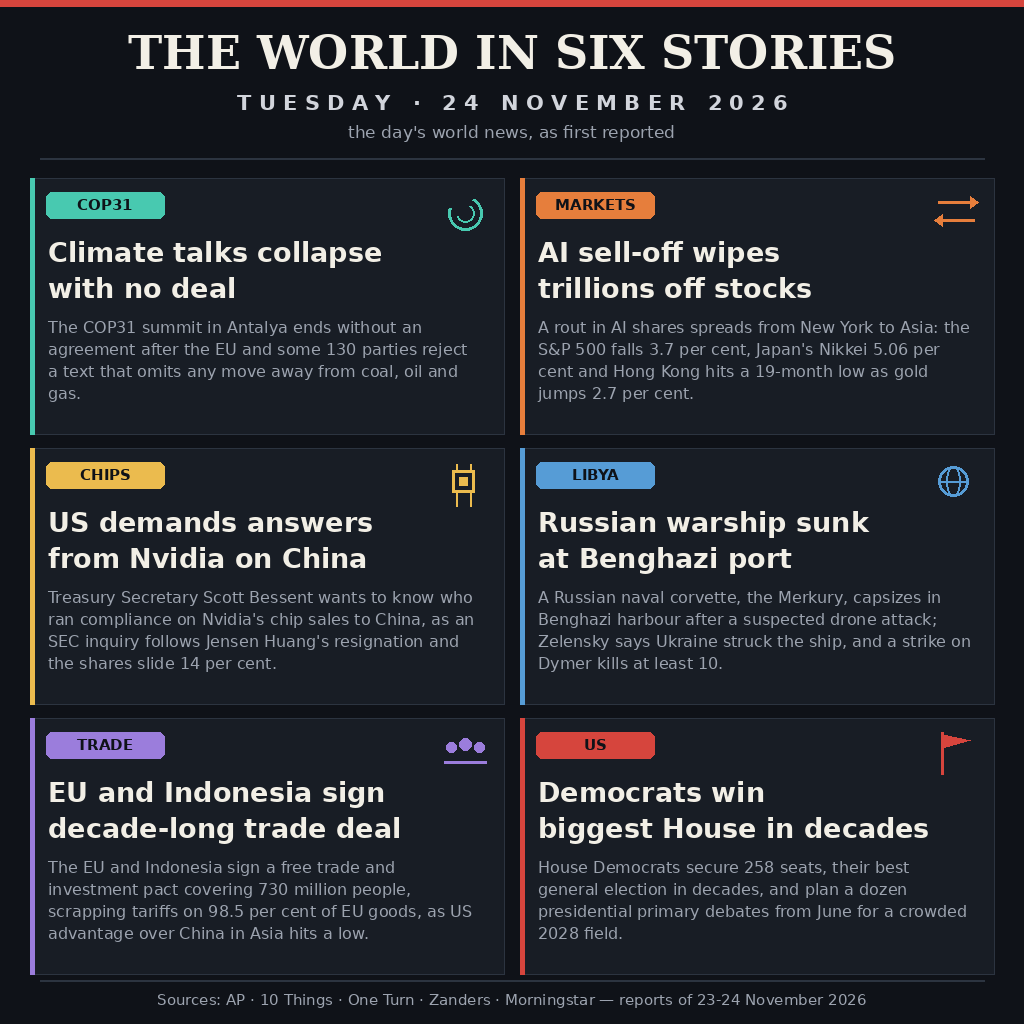 THE WORLD IN SIX STORIES
TUESDAY · 24 NOVEMBER 2026
the day's world news, as first reported
COP31
Climate talks collapse
with no deal
The COP31 summit in Antalya ends without an
agreement after the EU and some 130 parties reject
a text that omits any move away from coal, oil and
gas.
MARKETS
AI sell-off wipes
trillions off stocks
A rout in AI shares spreads from New York to Asia: the
S&P 500 falls 3.7 per cent, Japan's Nikkei 5.06 per
cent and Hong Kong hits a 19-month low as gold
jumps 2.7 per cent.
CHIPS
US demands answers
from Nvidia on China
Treasury Secretary Scott Bessent wants to know who
ran compliance on Nvidia's chip sales to China, as an
SEC inquiry follows Jensen Huang's resignation and
the shares slide 14 per cent.
LIBYA
Russian warship sunk
at Benghazi port
A Russian naval corvette, the Merkury, capsizes in
Benghazi harbour after a suspected drone attack;
Zelensky says Ukraine struck the ship, and a strike on
Dymer kills at least 10.
TRADE
EU and Indonesia sign
decade-long trade deal
The EU and Indonesia sign a free trade and
investment pact covering 730 million people,
scrapping tariffs on 98.5 per cent of EU goods, as US
advantage over China in Asia hits a low.
US
Democrats win
biggest House in decades
House Democrats secure 258 seats, their best
general election in decades, and plan a dozen
presidential primary debates from June for a crowded
2028 field.
Sources: AP · 10 Things · One Turn · Zanders · Morningstar — reports of 23-24 November 2026